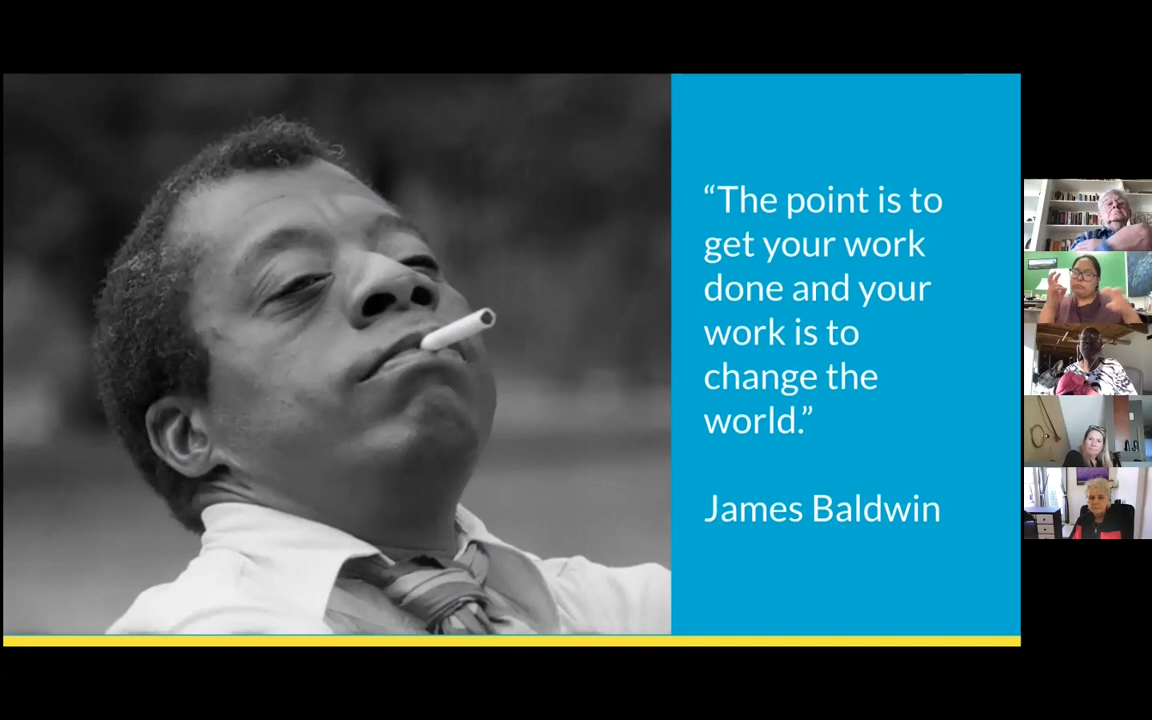 “The point is to
get your work
done and your
work is to
change the
world.”
James Baldwin